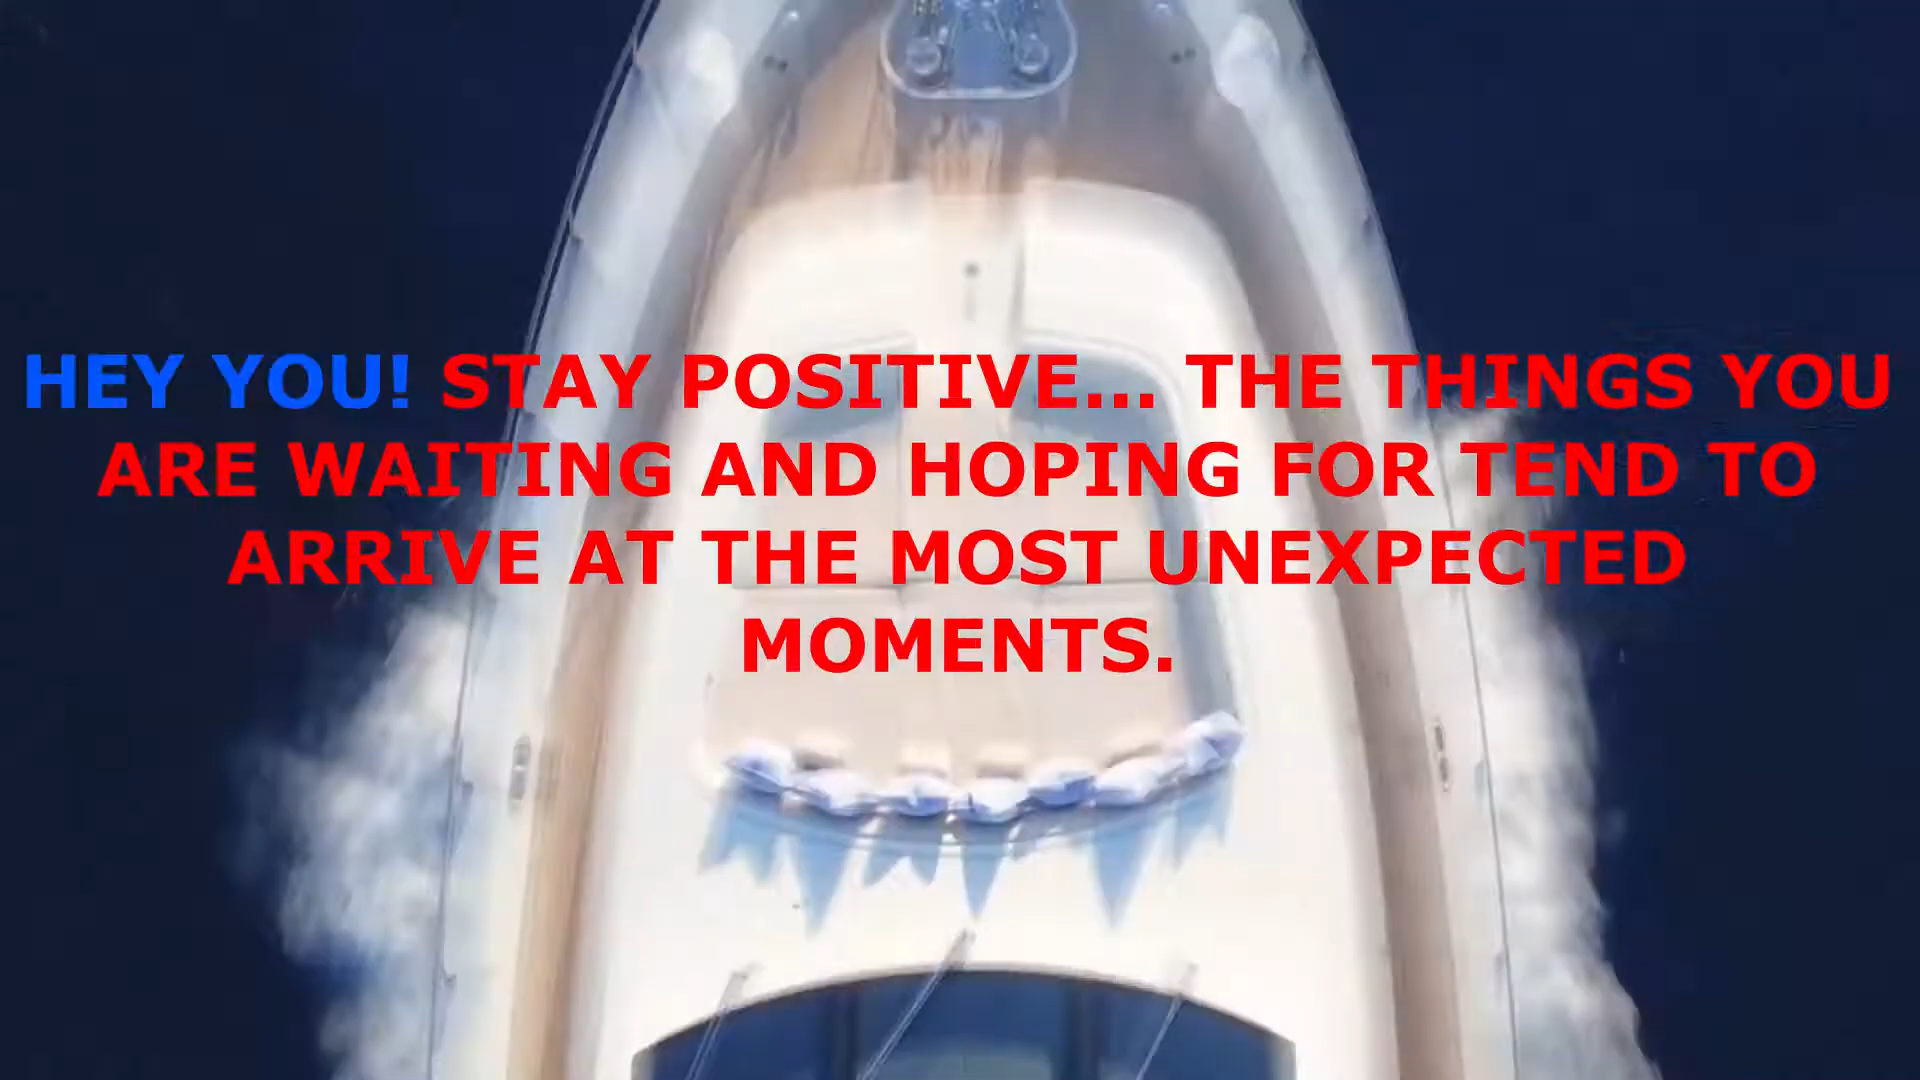 HEY YOU! STAY POSITIVE... THE THINGS YOU
ARE WAITING AND HOPING FOR TEND TO
ARRIVE AT THE MOST UNEXPECTED
MOMENTS.